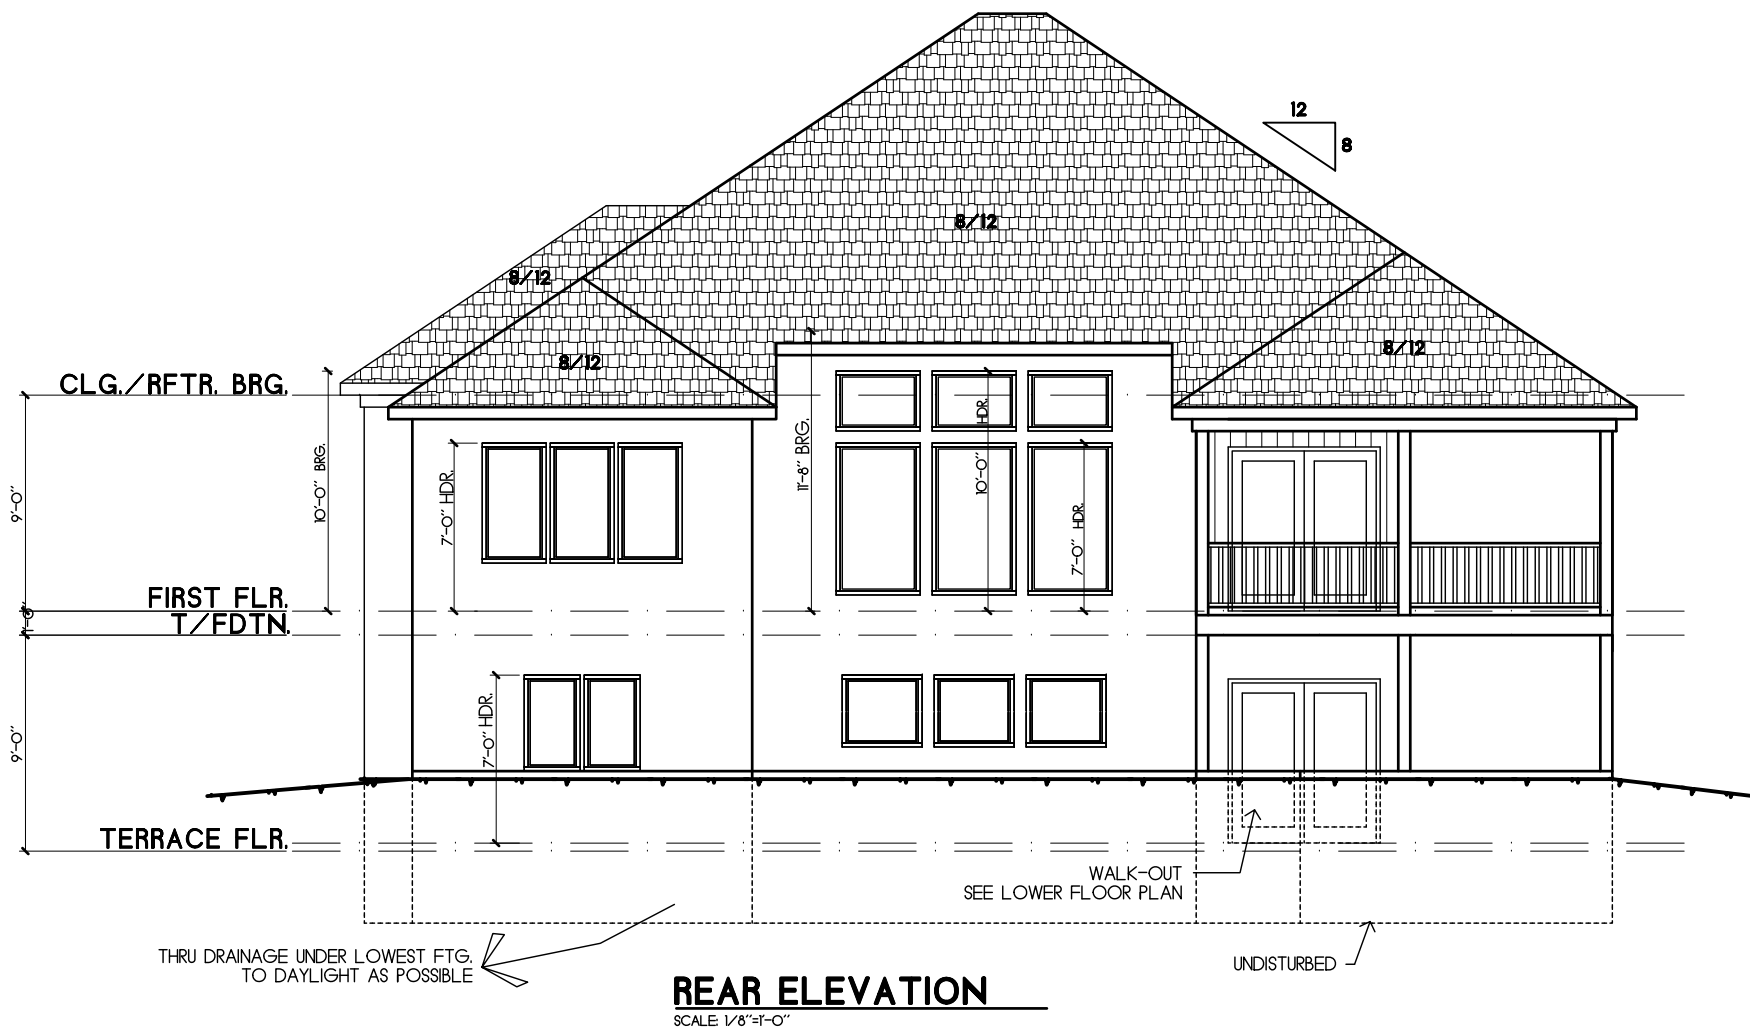 12
8
8/12
8/12
8/12
8/12
CLG./RFTR. BRG.
10'-0" BRG.
7'-0" HDR.
11'-8" BRG.
10'-0" HDR.
7'-0" HDR.
9'-0"
FIRST FLR.
1'-0"
T/FDTN.
7'-0" HDR.
9'-0"
TERRACE FLR.
WALK-OUT
SEE LOWER FLOOR PLAN
THRU DRAINAGE UNDER LOWEST FTG.
TO DAYLIGHT AS POSSIBLE
UNDISTURBED
REAR ELEVATION
SCALE: 1/8"=1'-0"